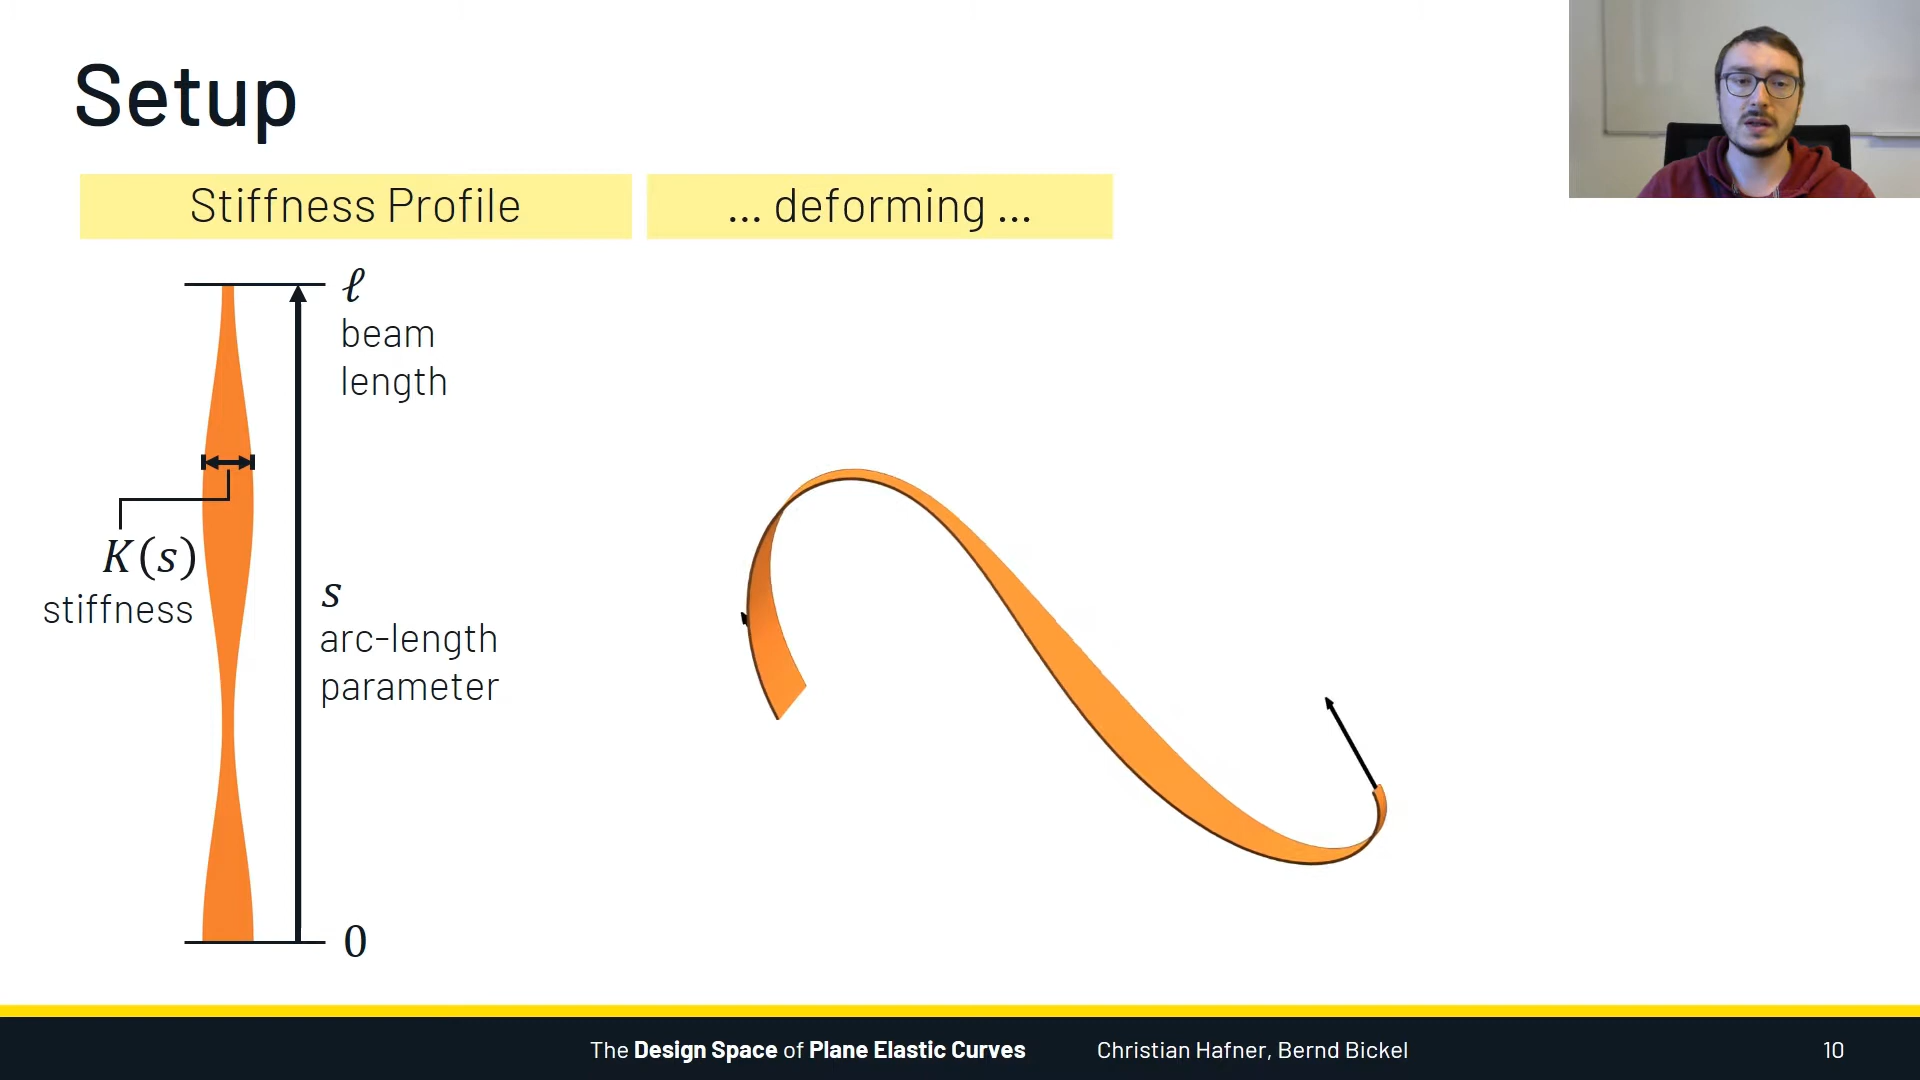 Setup
Stiffness Profile
... deforming ...
ℓ
beam
length
K(s)
stiffness
s
arc-length
parameter
0
The Design Space of Plane Elastic Curves
Christian Hafner, Bernd Bickel
10